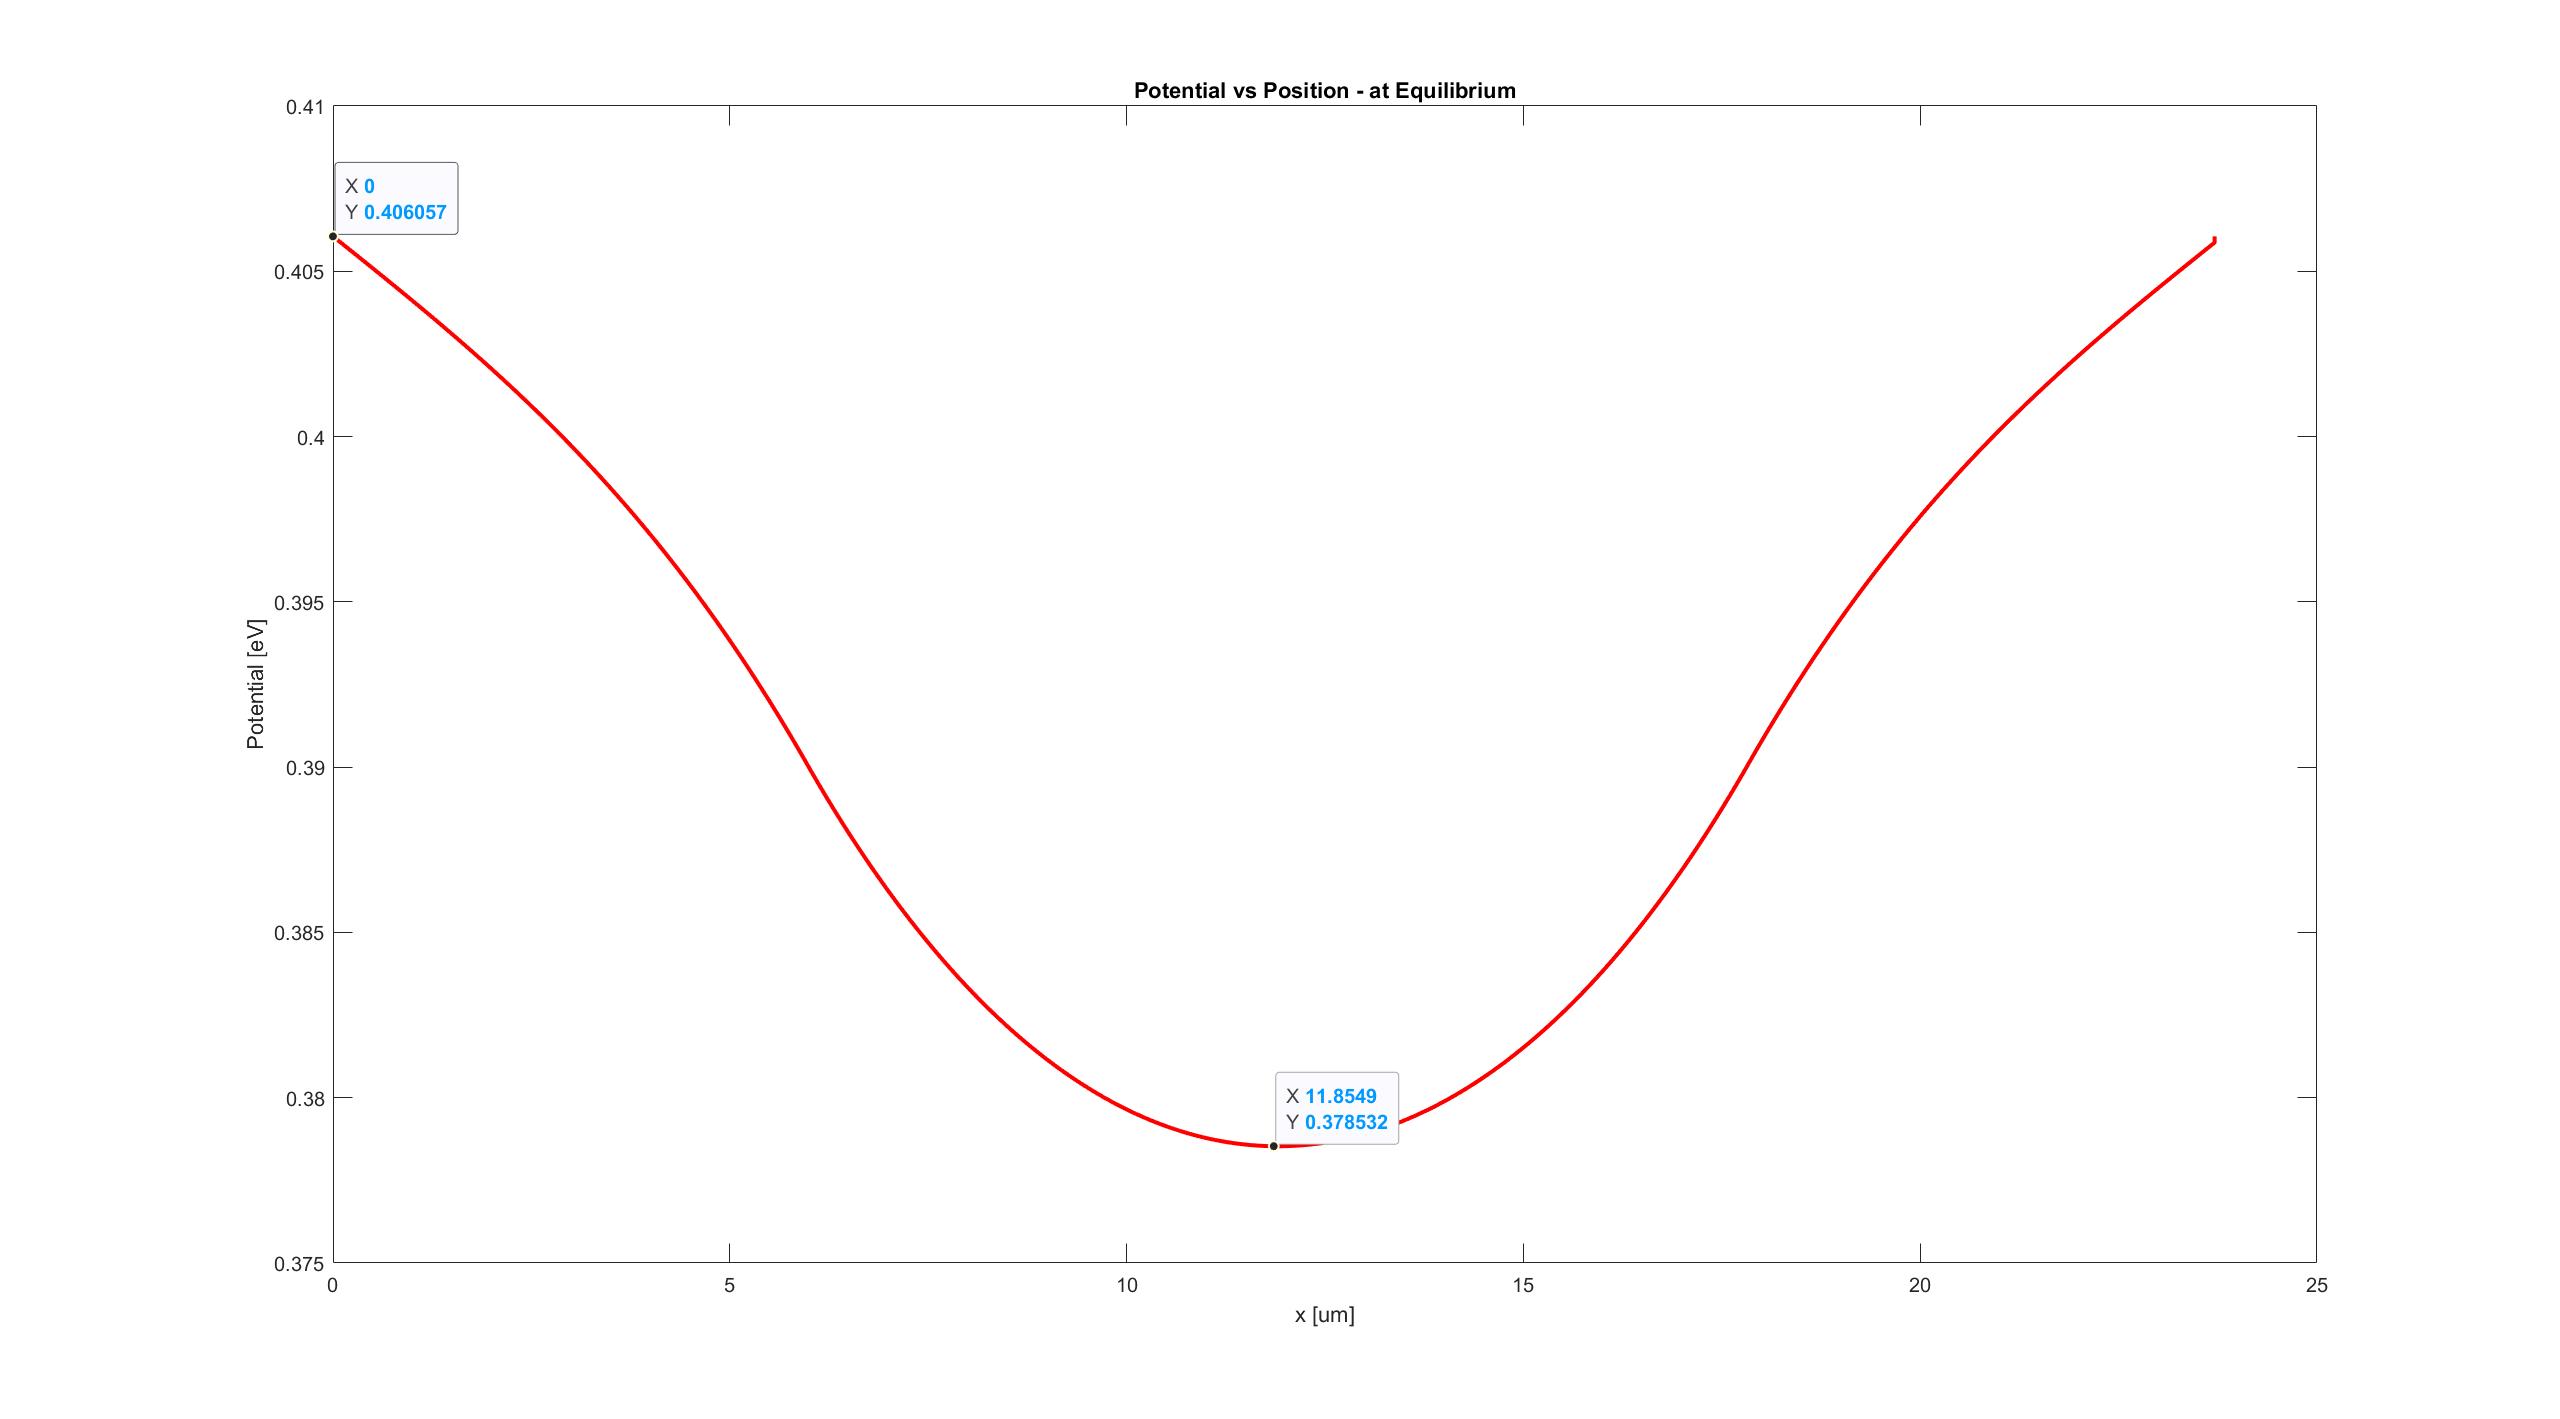 Potential vs Position - at Equilibrium
0.41
X 0
Y 0.406057
0.405
0.4
0.395
Potential [eV]
0.39
0.385
0.38
X 11.8549
Y 0.378532
0.375
0 5 10 15 20 25
x [um]